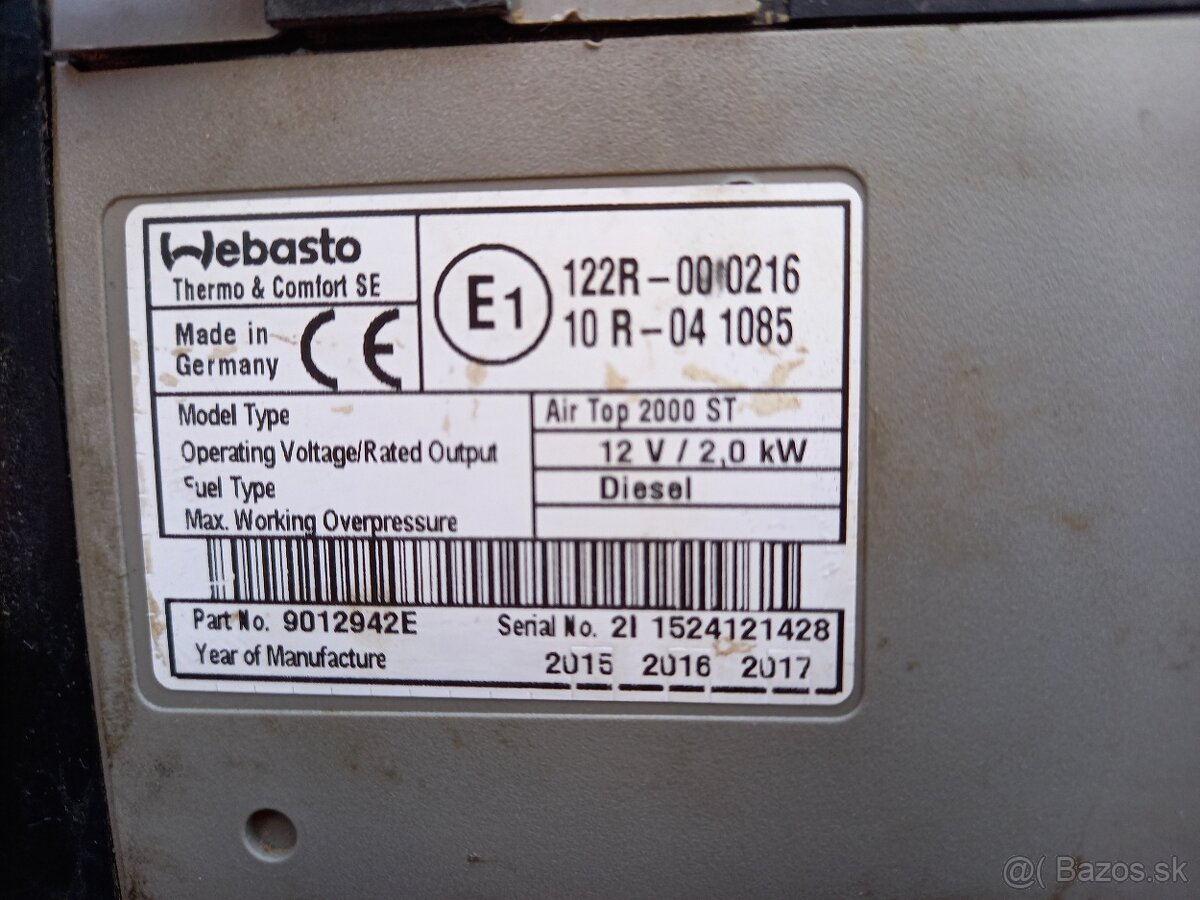 Webasto
Thermo & Comfort SE
Made in
Germany
CE
E1
122R-000216
10 R-04 1085
Model Type Air Top 2000 ST
Operating Voltage/Rated Output 12 V / 2,0 kW
Fuel Type Diesel
Max. Working Overpressure
Part No. 9012942E Serial No. 21 1524121428
Year of Manufacture 2015 2016 2017
@( Bazos.sk